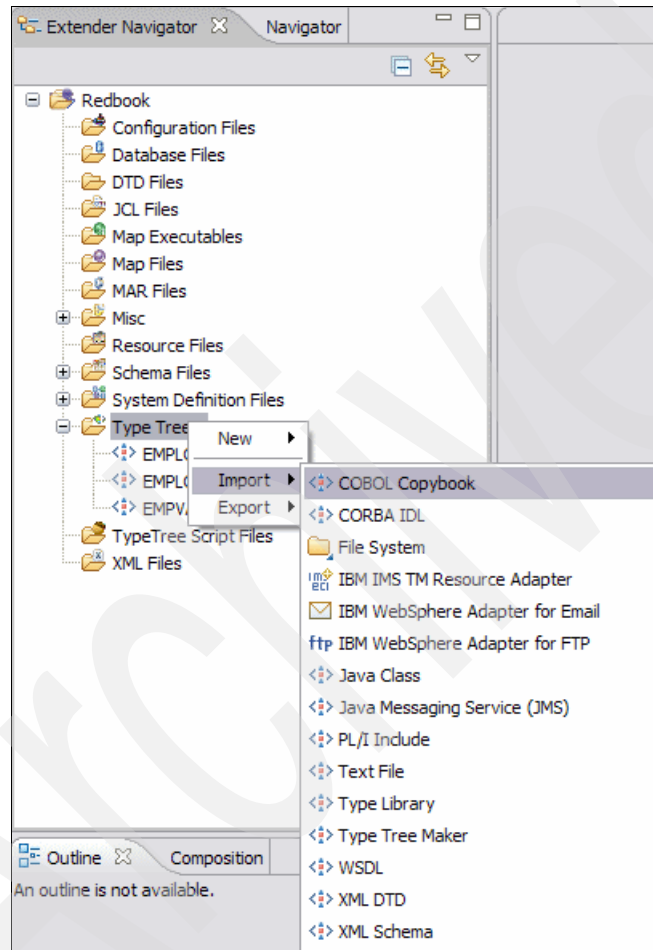 Extender Navigator Navigator
Redbook
Configuration Files
Database Files
DTD Files
JCL Files
Map Executables
Map Files
MAR Files
Misc
Resource Files
Schema Files
System Definition Files
Type Tree
EMPLO
EMPLO
EMPVA
TypeTree Script Files
XML Files
New
Import
Export
COBOL Copybook
CORBA IDL
File System
IBM IMS TM Resource Adapter
IBM WebSphere Adapter for Email
ftp IBM WebSphere Adapter for FTP
Java Class
Java Messaging Service (JMS)
PL/I Include
Text File
Type Library
Type Tree Maker
WSDL
XML DTD
XML Schema
Outline Composition
An outline is not available.